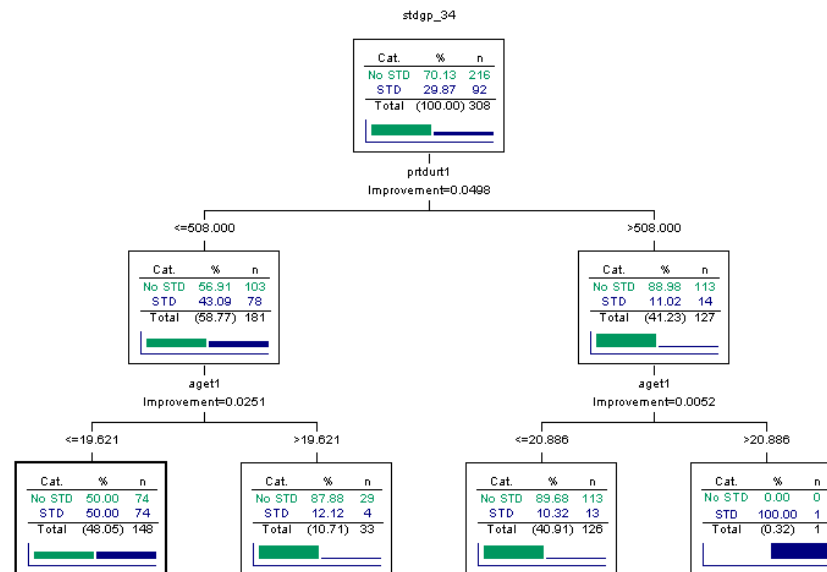 stdgp_34
Cat. % n
No STD 70.13 216
STD 29.87 92
Total (100.00) 308
prtdurt1
Improvement=0.0498
<=508.000 >508.000
Cat. % n
No STD 56.91 103
STD 43.09 78
Total (58.77) 181
Cat. % n
No STD 88.98 113
STD 11.02 14
Total (41.23) 127
aget1
Improvement=0.0251
aget1
Improvement=0.0052
<=19.621 >19.621 <=20.886 >20.886
Cat. % n
No STD 50.00 74
STD 50.00 74
Total (48.05) 148
Cat. % n
No STD 87.88 29
STD 12.12 4
Total (10.71) 33
Cat. % n
No STD 89.68 113
STD 10.32 13
Total (40.91) 126
Cat. % n
No STD 0.00 0
STD 100.00 1
Total (0.32) 1